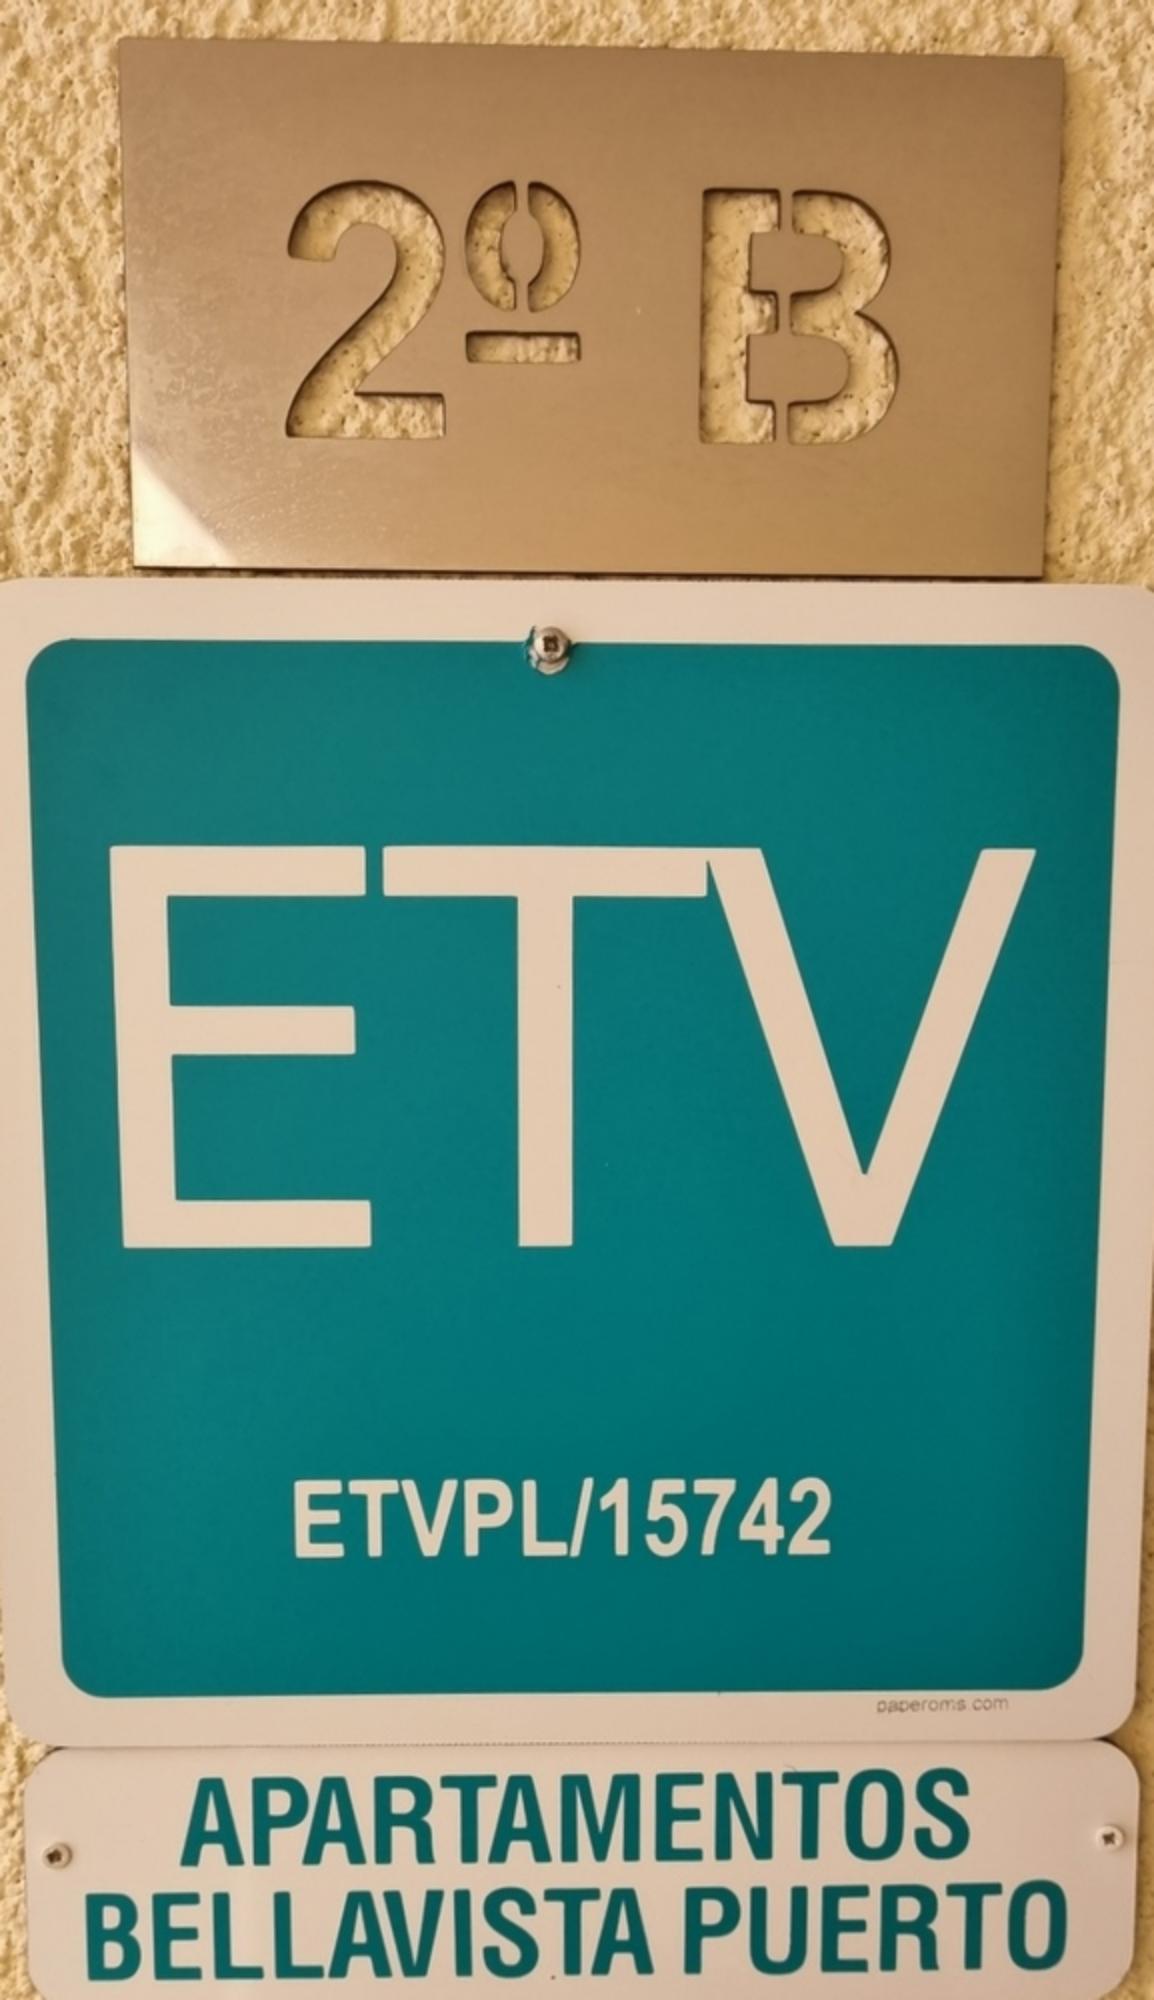 2º B
ETV
ETVPL/15742
paperoms.com
APARTAMENTOS
BELLAVISTA PUERTO